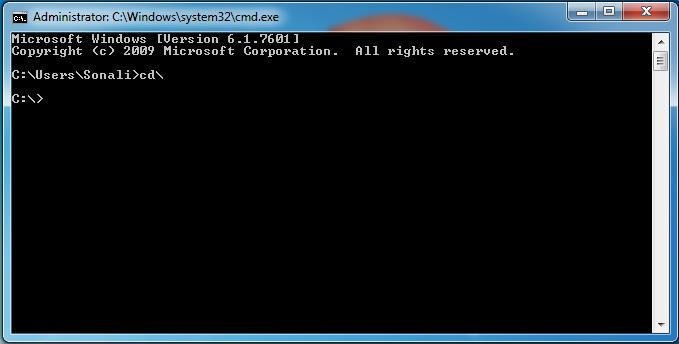 Administrator: C:\Windows\system32\cmd.exe
Microsoft Windows [Version 6.1.7601]
Copyright (c) 2009 Microsoft Corporation.  All rights reserved.
C:\Users\Sonali>cd\
C:\>